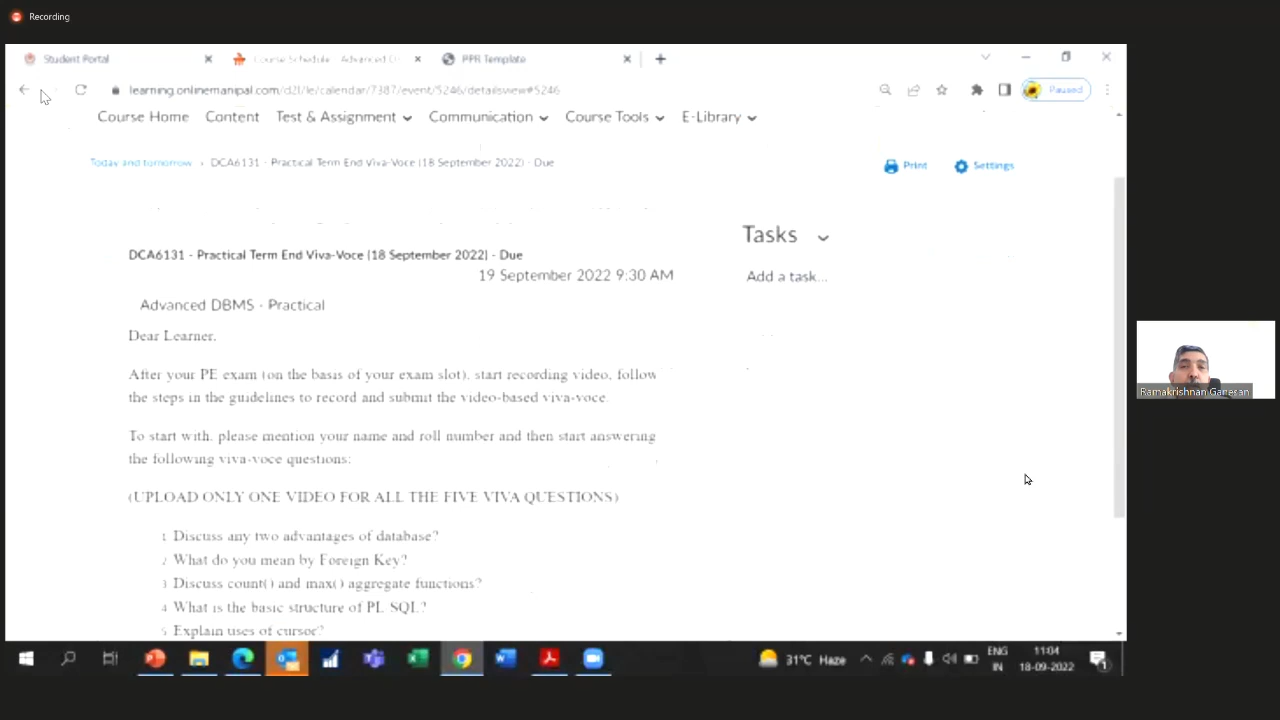 Recording
Student Portal
Course Schedule - Advanced
PPR Template
learning.onlinemanipal.com/d2l/le/calendar/7387/event/5246/detailsview#5246
Paused
Course Home Content Test & Assignment Communication Course Tools E-Library
Today and tomorrow › DCA6131 - Practical Term End Viva-Voce (18 September 2022) - Due
Print Settings
Tasks
Add a task...
DCA6131 - Practical Term End Viva-Voce (18 September 2022) - Due
19 September 2022 9:30 AM
Advanced DBMS - Practical
Dear Learner,
After your PE exam (on the basis of your exam slot), start recording video, follow
the steps in the guidelines to record and submit the video-based viva-voce.
To start with, please mention your name and roll number and then start answering
the following viva-voce questions:
(UPLOAD ONLY ONE VIDEO FOR ALL THE FIVE VIVA QUESTIONS)
1 Discuss any two advantages of database?
2 What do you mean by Foreign Key?
3 Discuss count() and max() aggregate functions?
4 What is the basic structure of PL SQL?
5 Explain uses of cursor?
Ramakrishnan Ganesan
31°C Haze
ENG
IN
11:04
18-09-2022
1